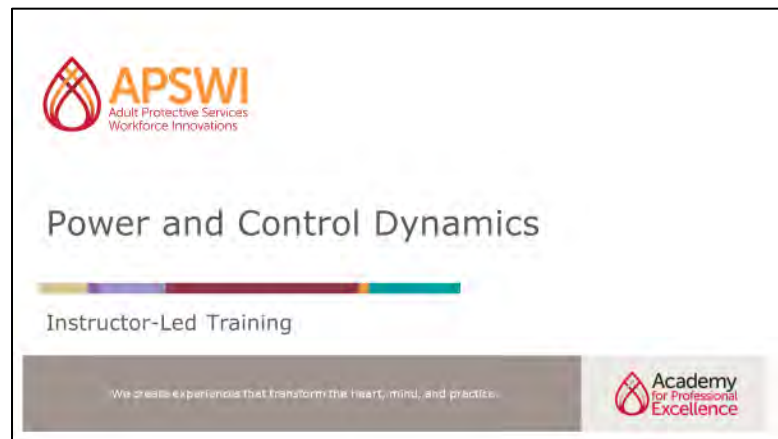 APSWI
Adult Protective Services
Workforce Innovations
Power and Control Dynamics
Instructor-Led Training
We create experiences that transform the heart, mind, and practice.
Academy
for Professional
Excellence